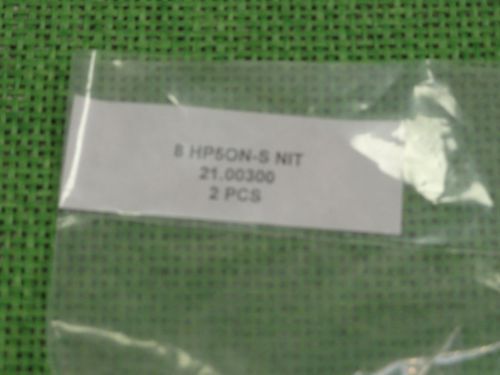 8 HP5ON-S NIT
21.00300
2 PCS